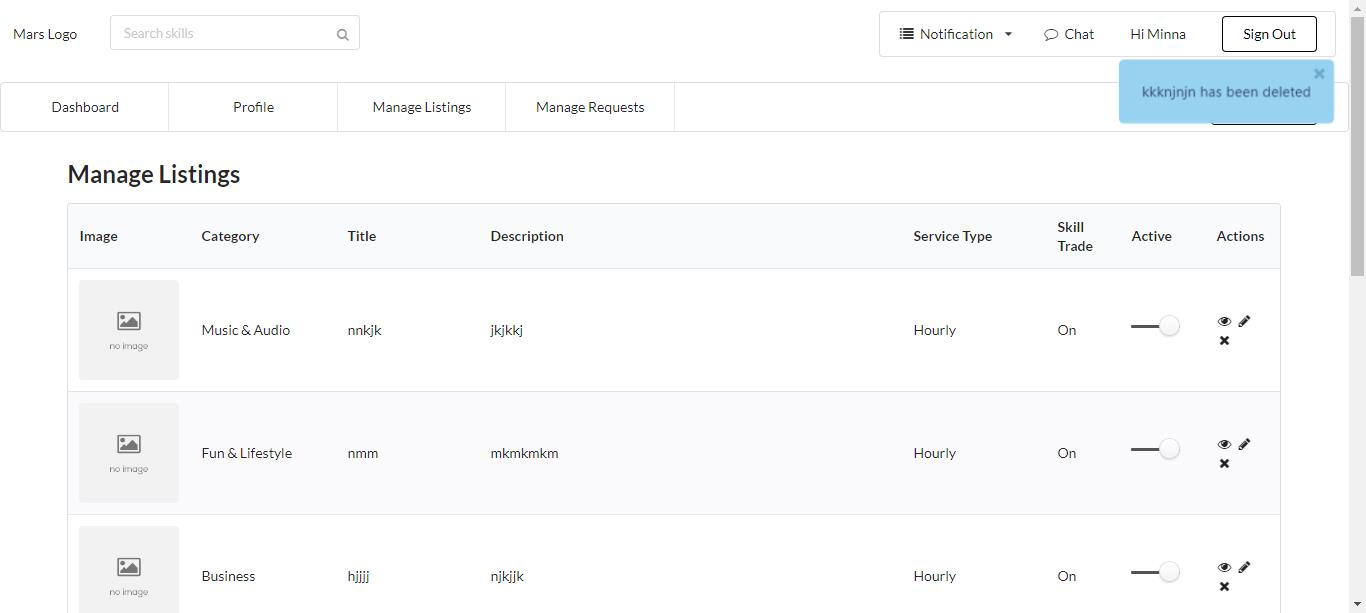 Mars Logo
Search skills
Notification
Chat
Hi Minna
Sign Out
kkknjnjn has been deleted
Dashboard
Profile
Manage Listings
Manage Requests
Manage Listings
Image
Category
Title
Description
Service Type
Skill
Trade
Active
Actions
no image
Music & Audio
nnkjk
jkjkkj
Hourly
On
no image
Fun & Lifestyle
nmm
mkmkmkm
Hourly
On
no image
Business
hjjjj
njkjjk
Hourly
On